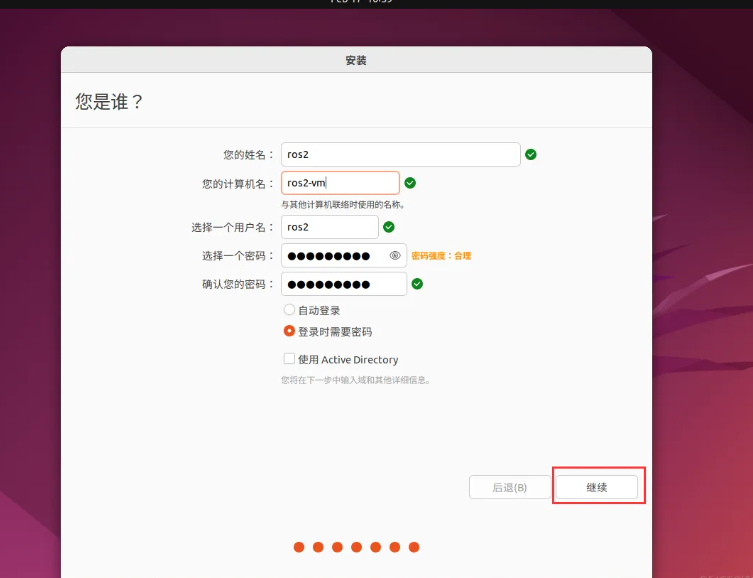 安装
您是谁？
您的姓名： ros2
您的计算机名： ros2-vm
与其他计算机联络时使用的名称。
选择一个用户名： ros2
选择一个密码： ●●●●●●●●● 密码强度：合理
确认您的密码： ●●●●●●●●●
自动登录
登录时需要密码
使用 Active Directory
您将在下一步中输入域和其他详细信息。
后退(B) 继续